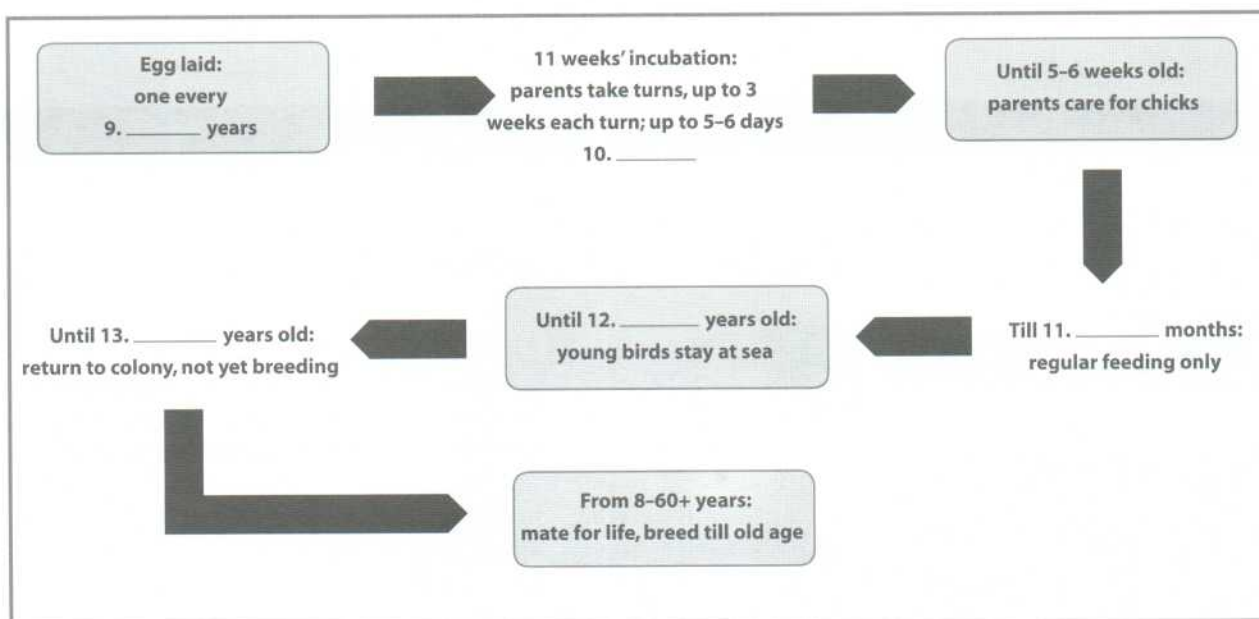 Egg laid:
one every
9. ________ years
11 weeks’ incubation:
parents take turns, up to 3
weeks each turn; up to 5–6 days
10. ________
Until 5–6 weeks old:
parents care for chicks
Till 11. ________ months:
regular feeding only
Until 12. ________ years old:
young birds stay at sea
Until 13. ________ years old:
return to colony, not yet breeding
From 8–60+ years:
mate for life, breed till old age